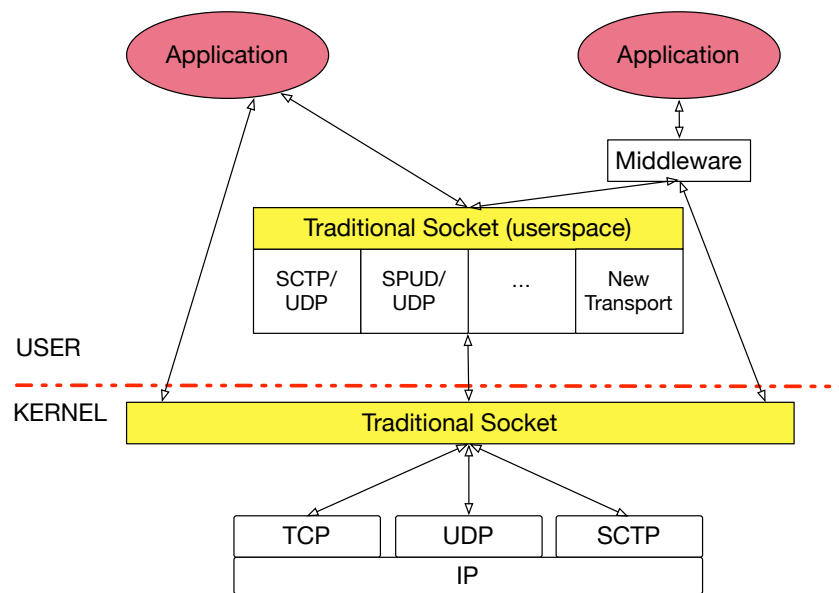 Application
Application
Middleware
Traditional Socket (userspace)
SCTP/
UDP
SPUD/
UDP
...
New
Transport
USER
KERNEL
Traditional Socket
TCP
UDP
SCTP
IP